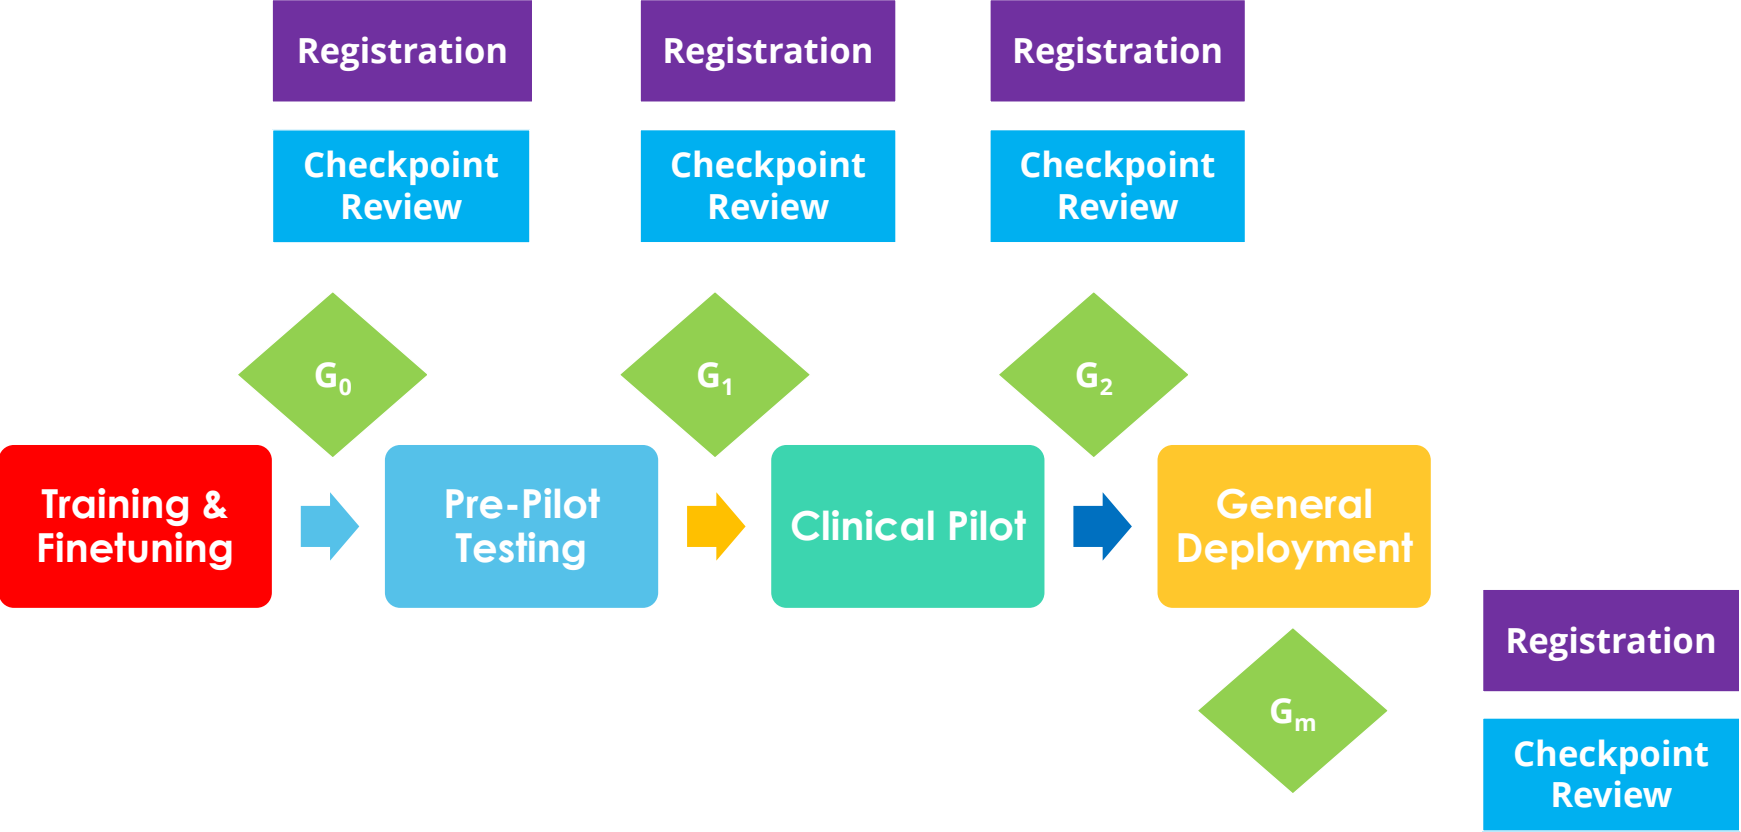 Registration
Registration
Registration
Checkpoint
Review
Checkpoint
Review
Checkpoint
Review
G₀
G₁
G₂
Training &
Finetuning
Pre-Pilot
Testing
Clinical Pilot
General
Deployment
Registration
Gₘ
Checkpoint
Review